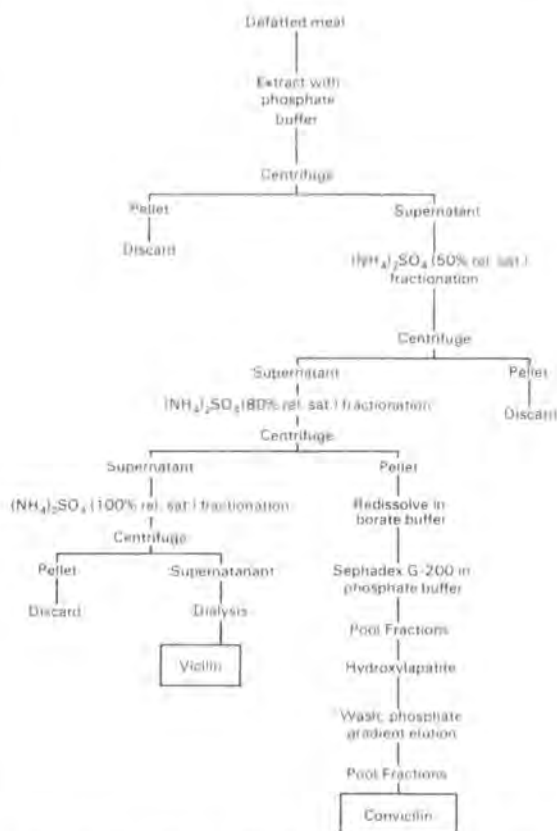 Defatted meal
Extract with
phosphate
buffer
Centrifuge
Pellet
Supernatant
Discard
(NH₄)₂SO₄ (50% rel. sat.)
fractionation
Centrifuge
Supernatant
Pellet
(NH₄)₂SO₄ (80% rel. sat.) fractionation
Discard
Centrifuge
Supernatant
Pellet
(NH₄)₂SO₄ (100% rel. sat.) fractionation
Redissolve in
borate buffer
Centrifuge
Pellet
Supernatanant
Sephadex G-200 in
phosphate buffer
Discard
Dialysis
Pool Fractions
Vicilin
Hydroxylapatite
Wash, phosphate
gradient elution
Pool Fractions
Convicilin